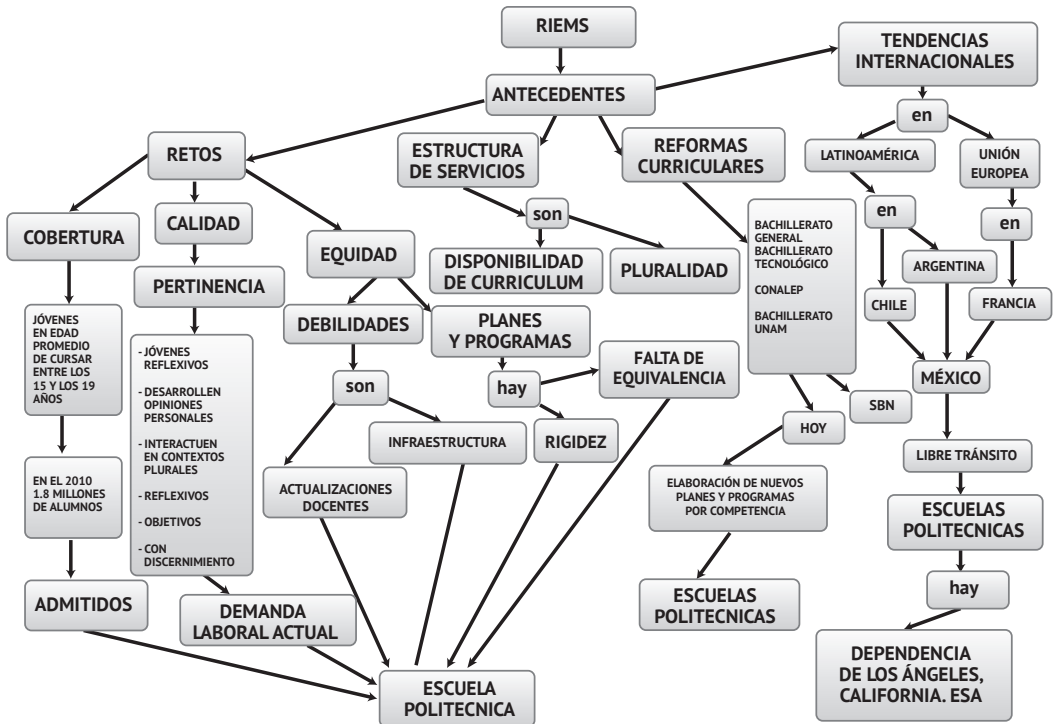 RIEMS
ANTECEDENTES
TENDENCIAS
INTERNACIONALES
en
LATINOAMÉRICA
UNIÓN
EUROPEA
en
en
ARGENTINA
CHILE
FRANCIA
MÉXICO
LIBRE TRÁNSITO
ESCUELAS
POLITECNICAS
hay
DEPENDENCIA
DE LOS ÁNGELES,
CALIFORNIA. ESA
REFORMAS
CURRICULARES
BACHILLERATO
GENERAL
BACHILLERATO
TECNOLÓGICO
CONALEP
BACHILLERATO
UNAM
SBN
HOY
ELABORACIÓN DE NUEVOS
PLANES Y PROGRAMAS
POR COMPETENCIA
ESCUELAS
POLITECNICAS
ESTRUCTURA
DE SERVICIOS
son
DISPONIBILIDAD
DE CURRICULUM
PLURALIDAD
RETOS
COBERTURA
JÓVENES
EN EDAD
PROMEDIO
DE CURSAR
ENTRE LOS
15 Y LOS 19
AÑOS
EN EL 2010
1.8 MILLONES
DE ALUMNOS
ADMITIDOS
CALIDAD
PERTINENCIA
- JÓVENES
REFLEXIVOS
- DESARROLLEN
OPINIONES
PERSONALES
- INTERACTUEN
EN CONTEXTOS
PLURALES
- REFLEXIVOS
- OBJETIVOS
- CON
DISCERNIMIENTO
DEMANDA
LABORAL ACTUAL
EQUIDAD
DEBILIDADES
son
INFRAESTRUCTURA
ACTUALIZACIONES
DOCENTES
PLANES
Y PROGRAMAS
hay
FALTA DE
EQUIVALENCIA
RIGIDEZ
ESCUELA
POLITECNICA